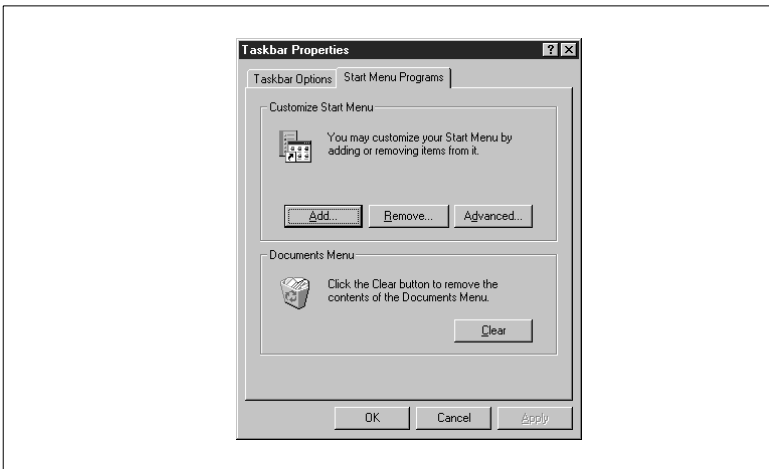 Taskbar Properties
Taskbar Options Start Menu Programs
Customize Start Menu
You may customize your Start Menu by
adding or removing items from it.
Add... Remove... Advanced...
Documents Menu
Click the Clear button to remove the
contents of the Documents Menu.
Clear
OK Cancel Apply